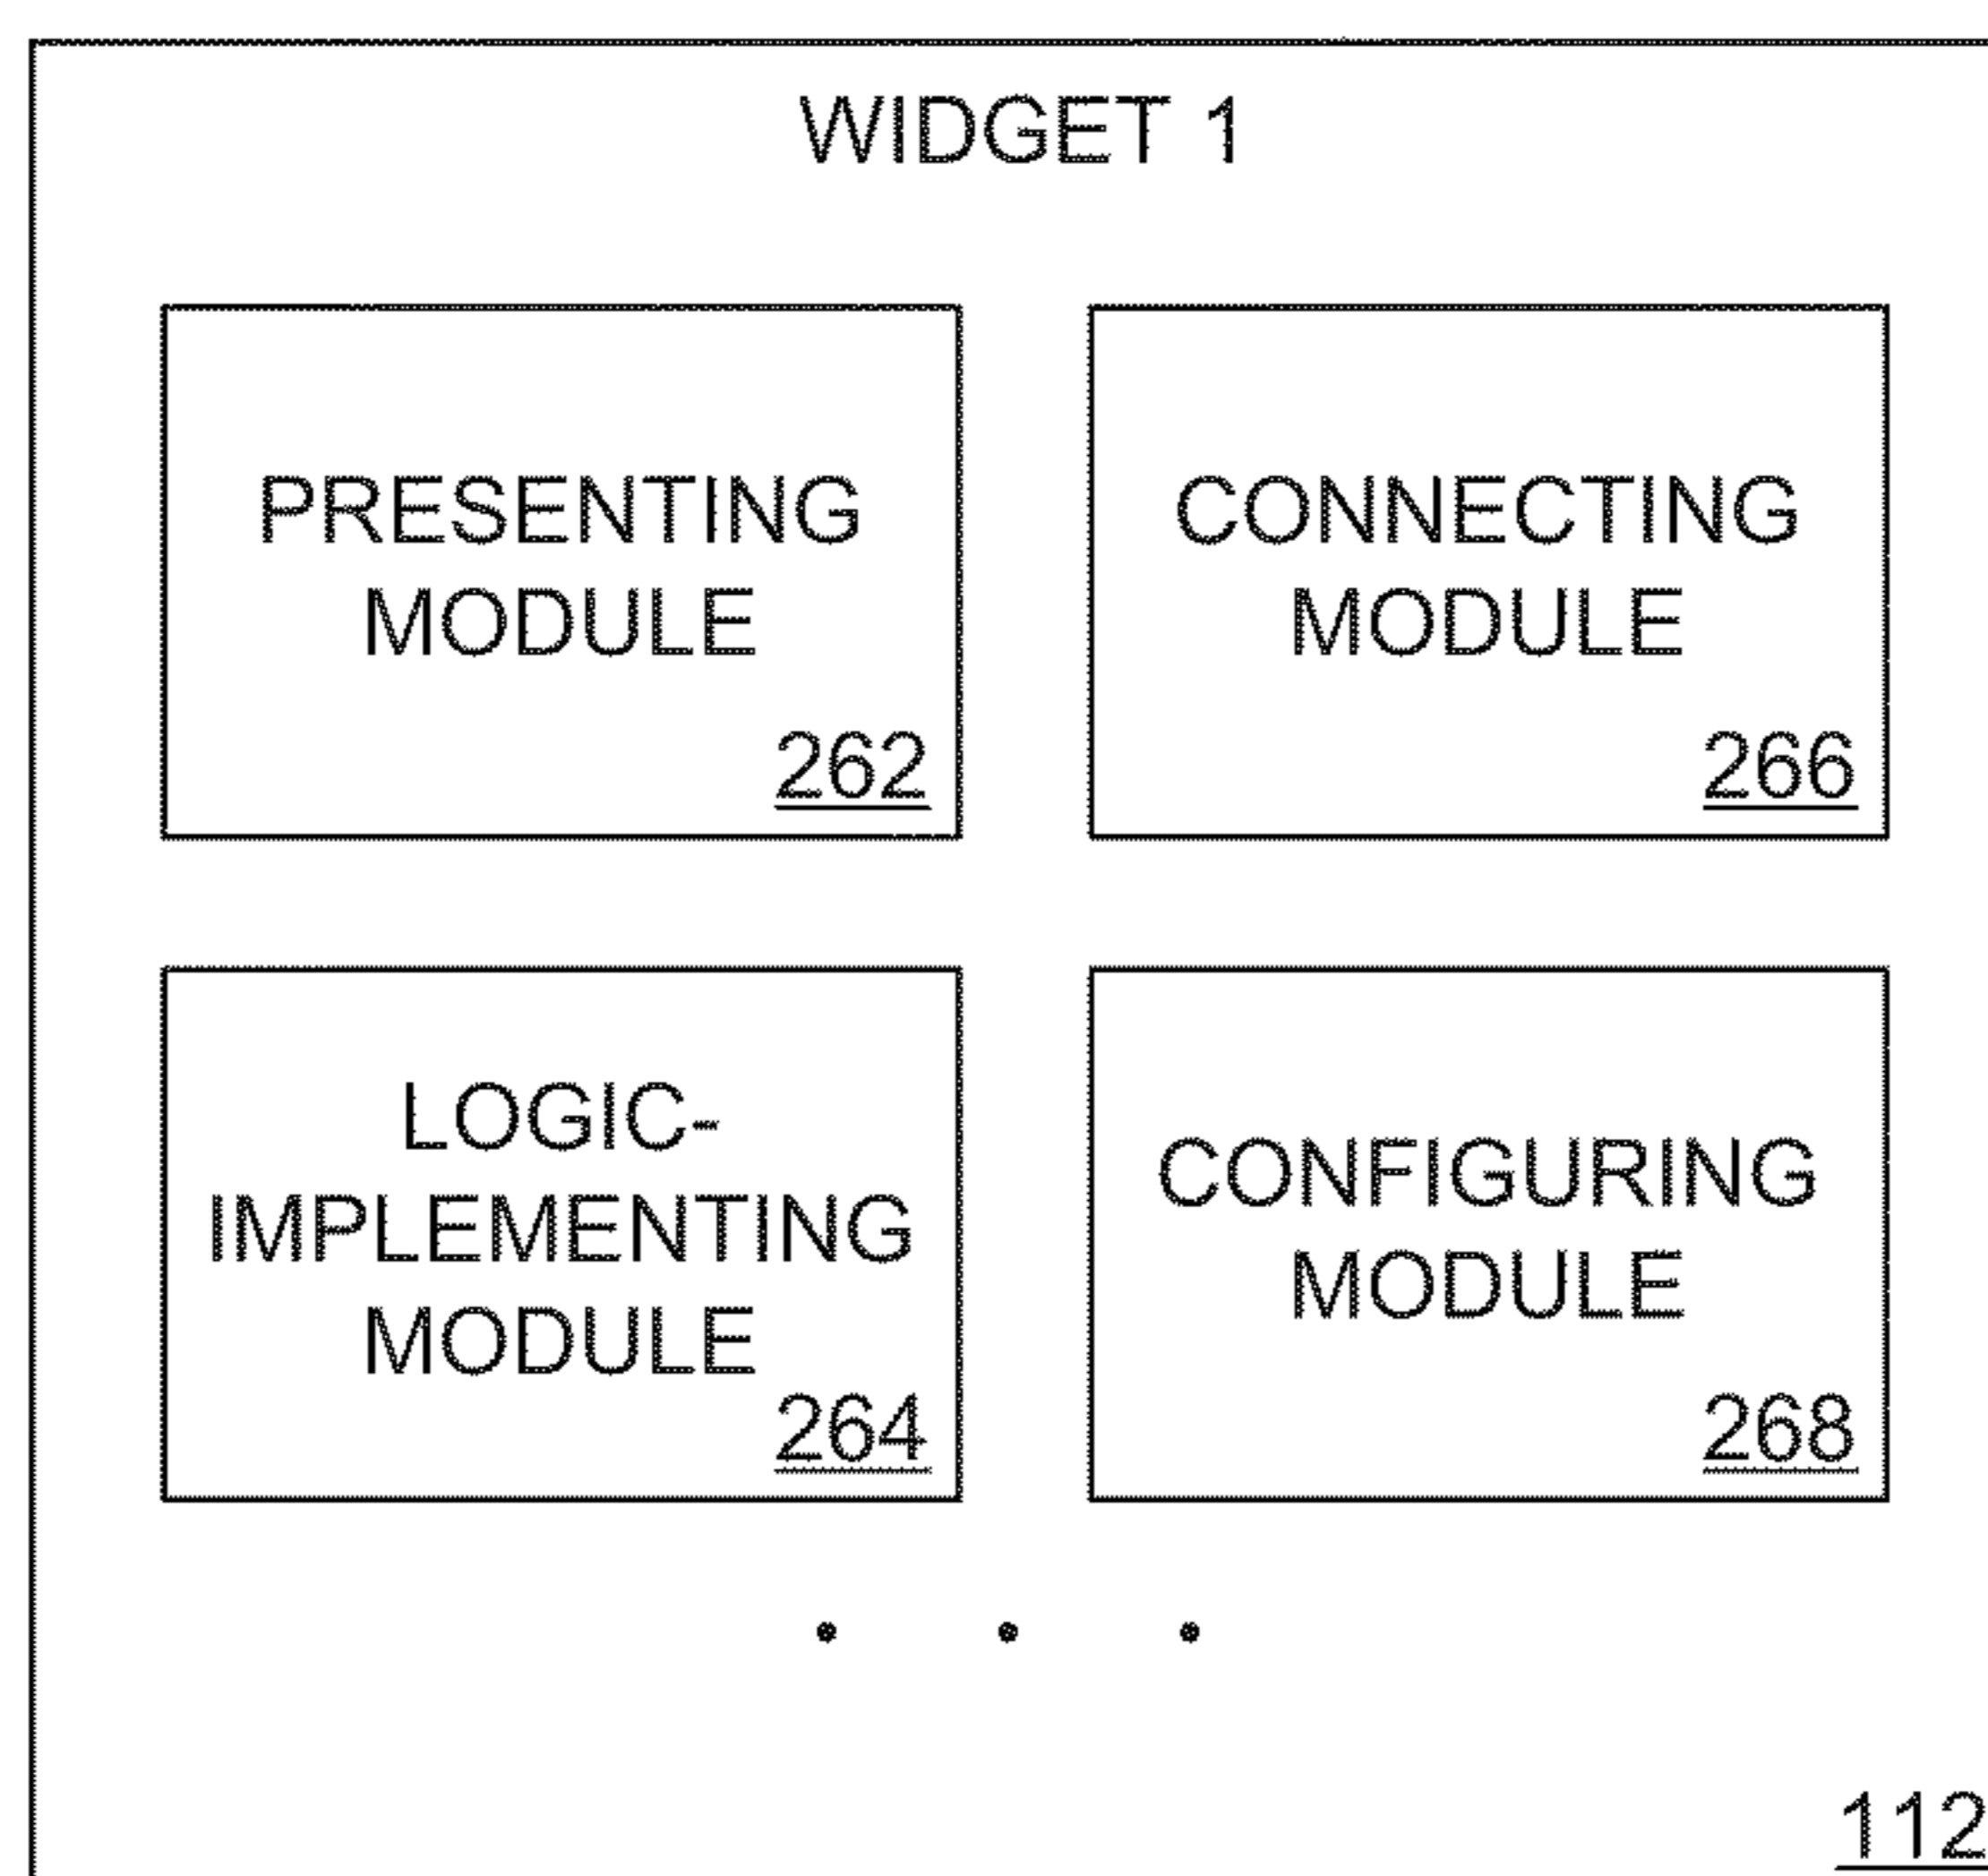 WIDGET 1
PRESENTING
MODULE
262
CONNECTING
MODULE
266
LOGIC-
IMPLEMENTING
MODULE
264
CONFIGURING
MODULE
268
112